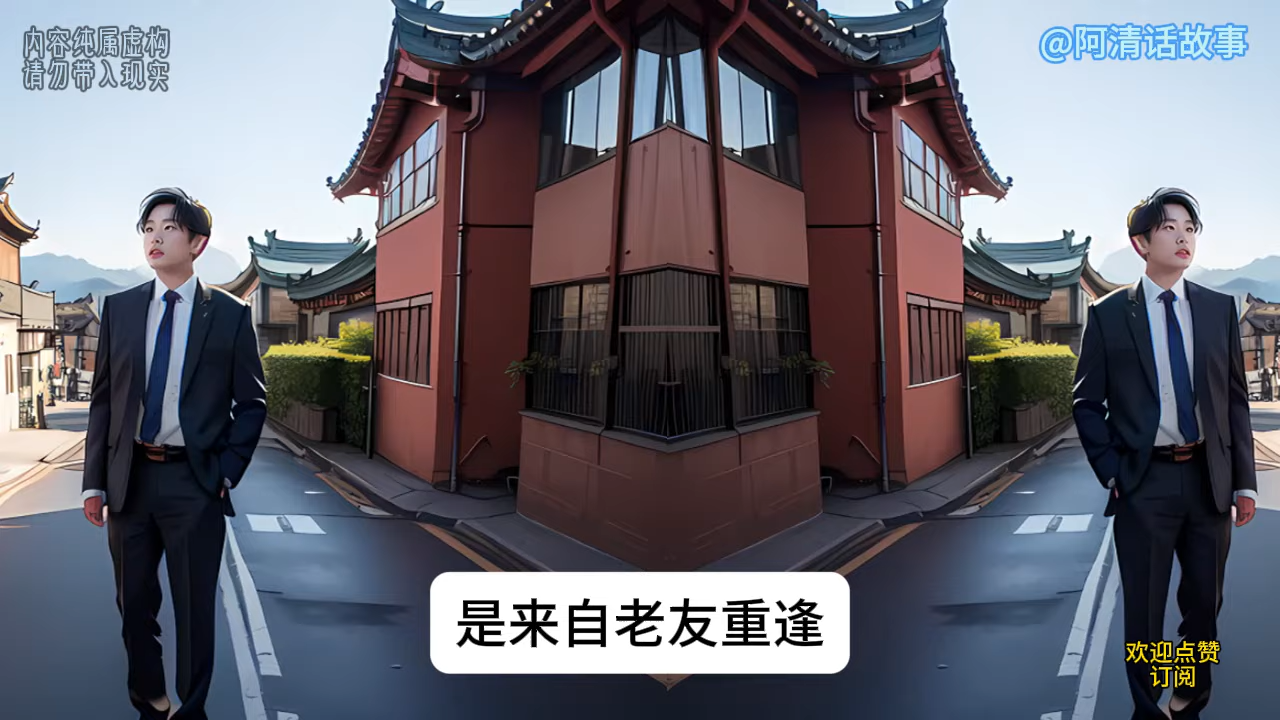 内容纯属虚构
请勿带入现实
@阿清话故事
是来自老友重逢
欢迎点赞
订阅